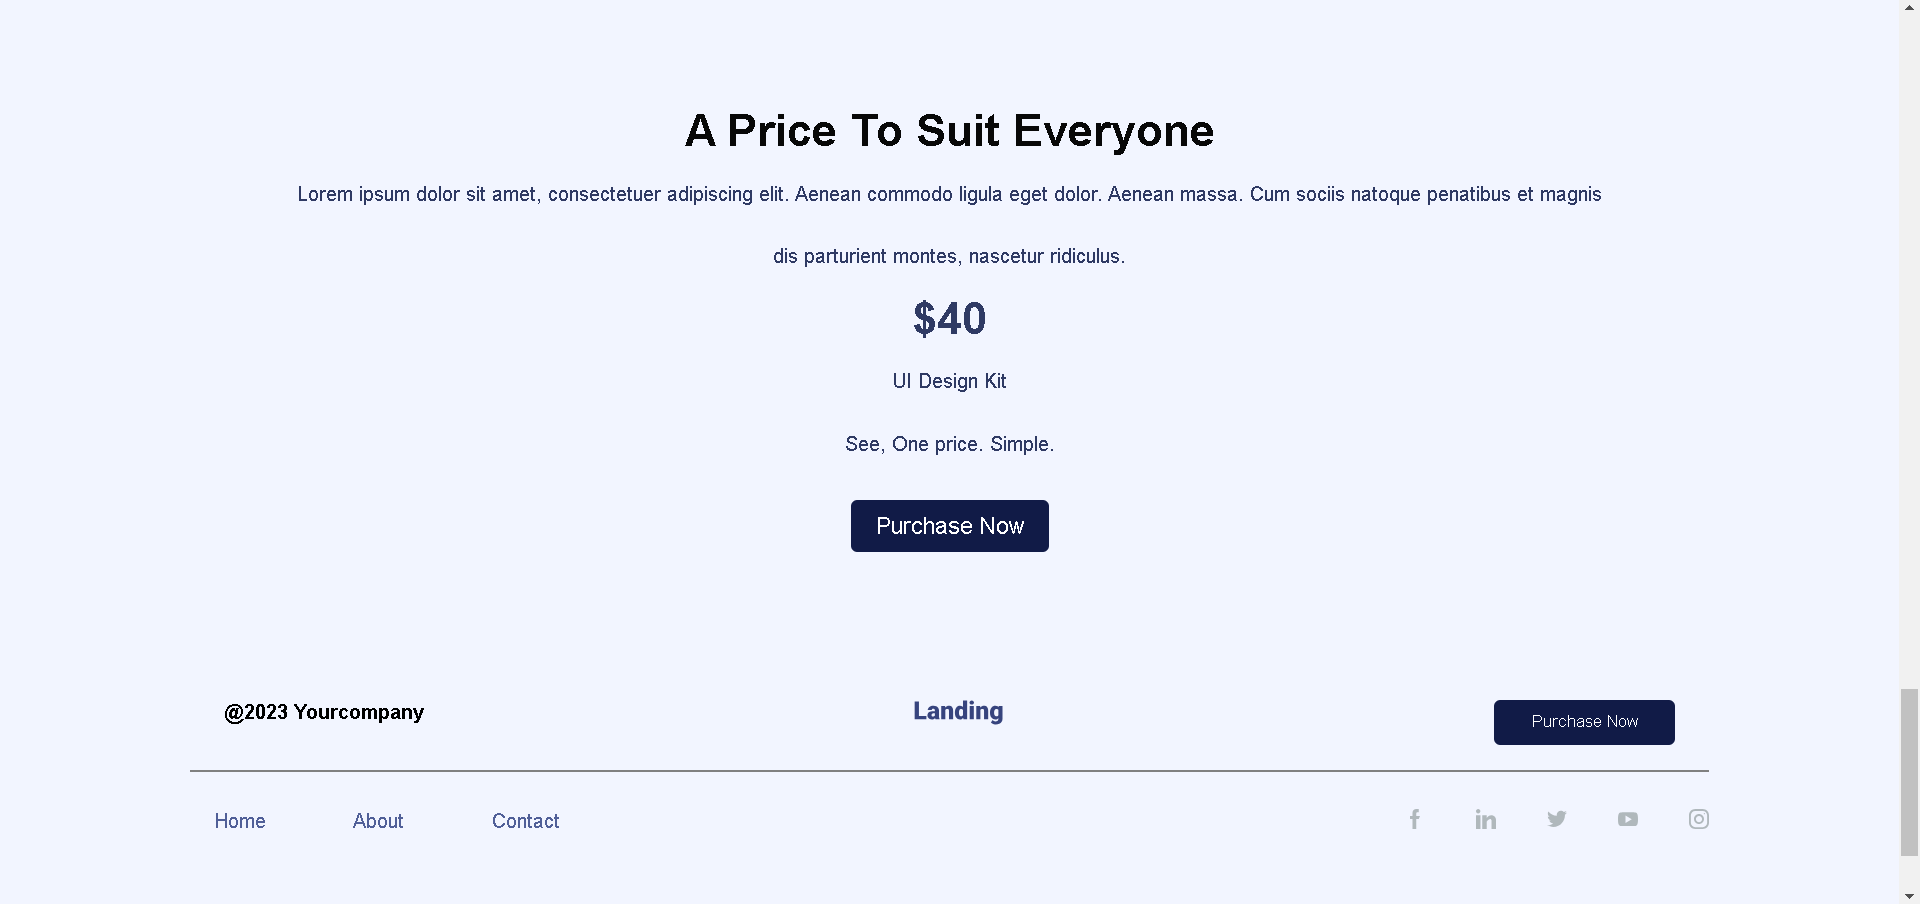 A Price To Suit Everyone
Lorem ipsum dolor sit amet, consectetuer adipiscing elit. Aenean commodo ligula eget dolor. Aenean massa. Cum sociis natoque penatibus et magnis
dis parturient montes, nascetur ridiculus.
$40
UI Design Kit
See, One price. Simple.
Purchase Now
@2023 Yourcompany
Landing
Purchase Now
Home
About
Contact